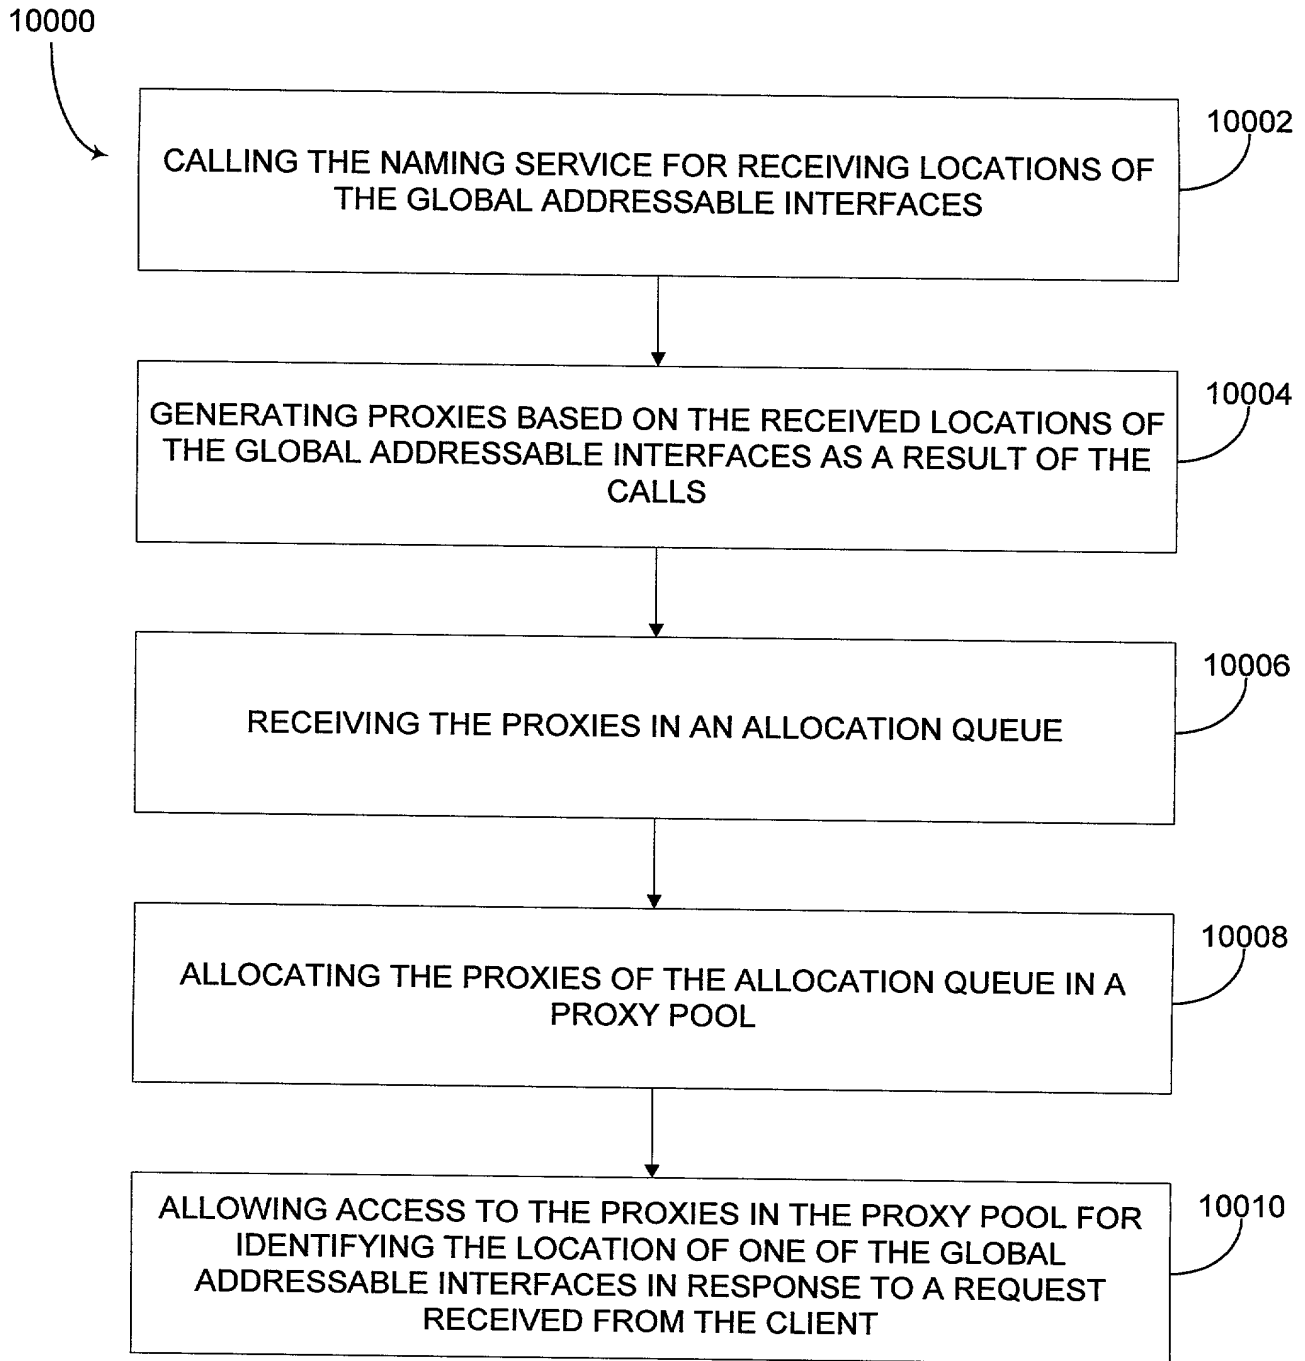 10000
10002
CALLING THE NAMING SERVICE FOR RECEIVING LOCATIONS OF
THE GLOBAL ADDRESSABLE INTERFACES
10004
GENERATING PROXIES BASED ON THE RECEIVED LOCATIONS OF
THE GLOBAL ADDRESSABLE INTERFACES AS A RESULT OF THE
CALLS
10006
RECEIVING THE PROXIES IN AN ALLOCATION QUEUE
10008
ALLOCATING THE PROXIES OF THE ALLOCATION QUEUE IN A
PROXY POOL
10010
ALLOWING ACCESS TO THE PROXIES IN THE PROXY POOL FOR
IDENTIFYING THE LOCATION OF ONE OF THE GLOBAL
ADDRESSABLE INTERFACES IN RESPONSE TO A REQUEST
RECEIVED FROM THE CLIENT